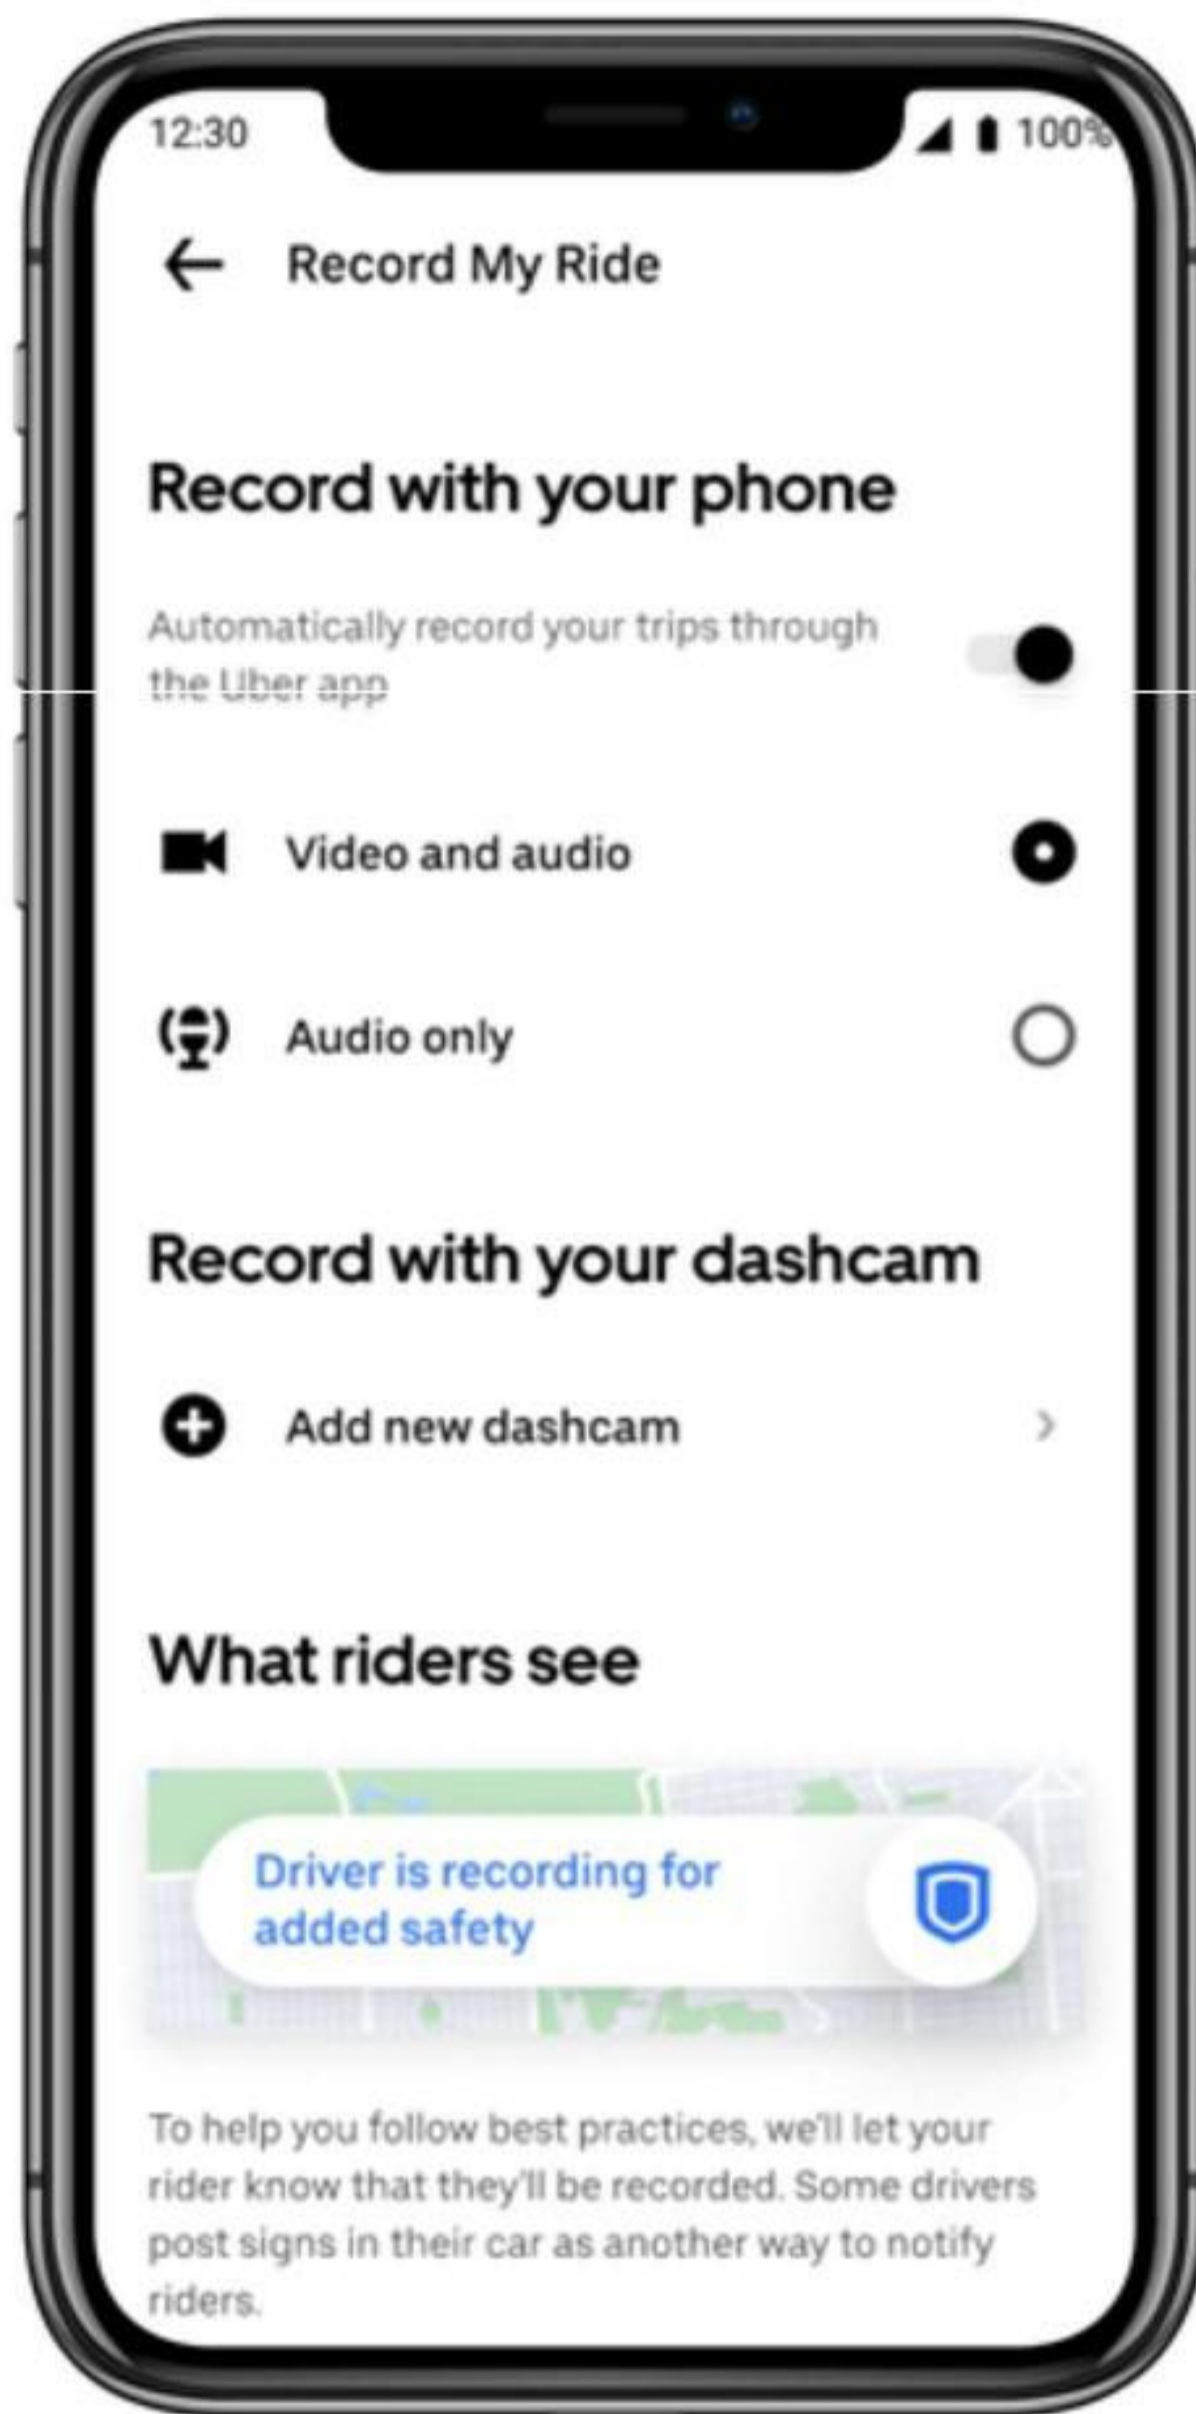 12:30
100%
Record My Ride
Record with your phone
Automatically record your trips through
the Uber app
Video and audio
Audio only
Record with your dashcam
Add new dashcam
What riders see
Driver is recording for
added safety
To help you follow best practices, we'll let your
rider know that they'll be recorded. Some drivers
post signs in their car as another way to notify
riders.